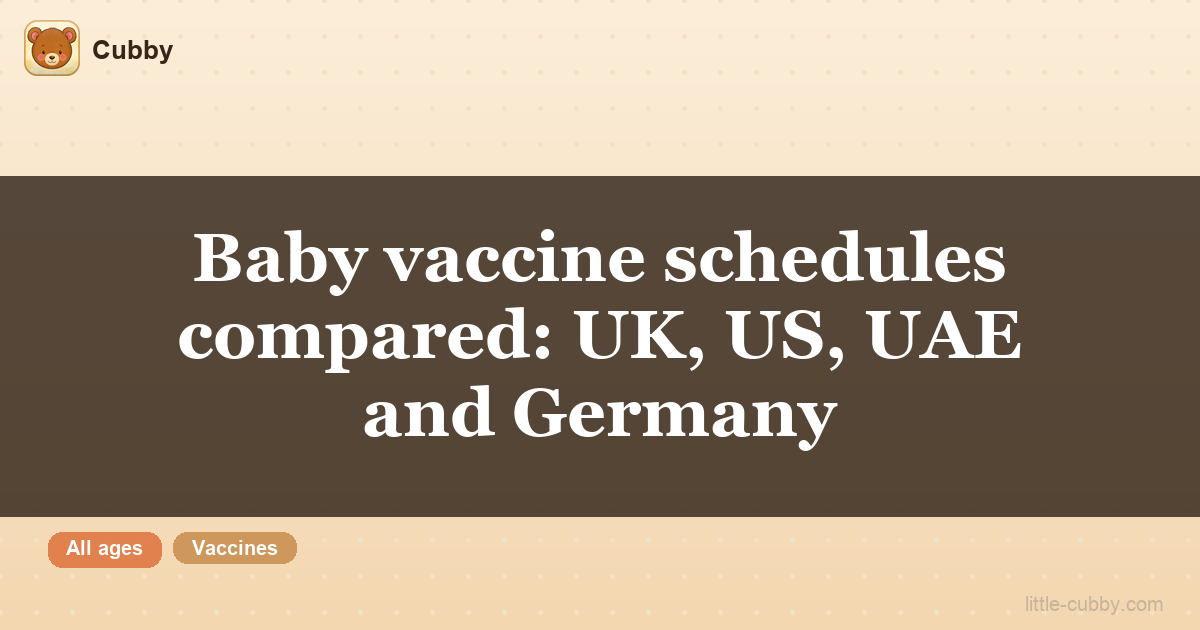 Cubby
Baby vaccine schedules
compared: UK, US, UAE
and Germany
All ages
Vaccines
little-cubby.com